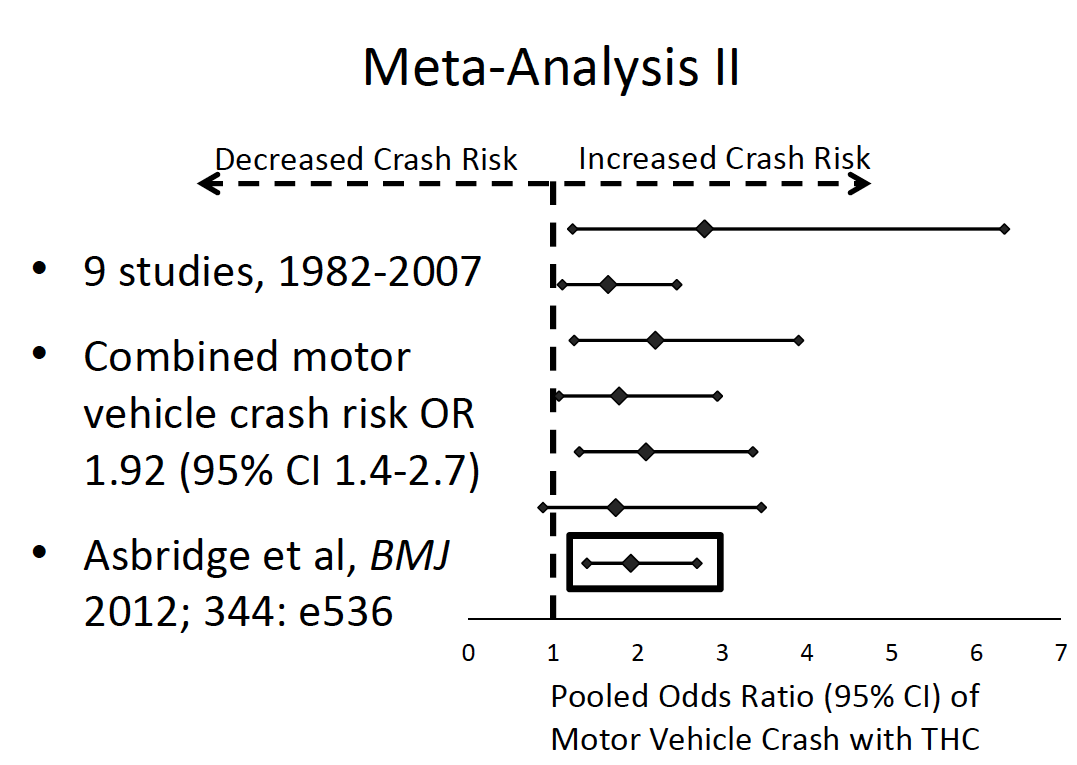 Meta-Analysis II
Decreased Crash Risk
Increased Crash Risk
• 9 studies, 1982-2007
• Combined motor
vehicle crash risk OR
1.92 (95% CI 1.4-2.7)
• Asbridge et al, BMJ
2012; 344: e536
0 1 2 3 4 5 6 7
Pooled Odds Ratio (95% CI) of
Motor Vehicle Crash with THC